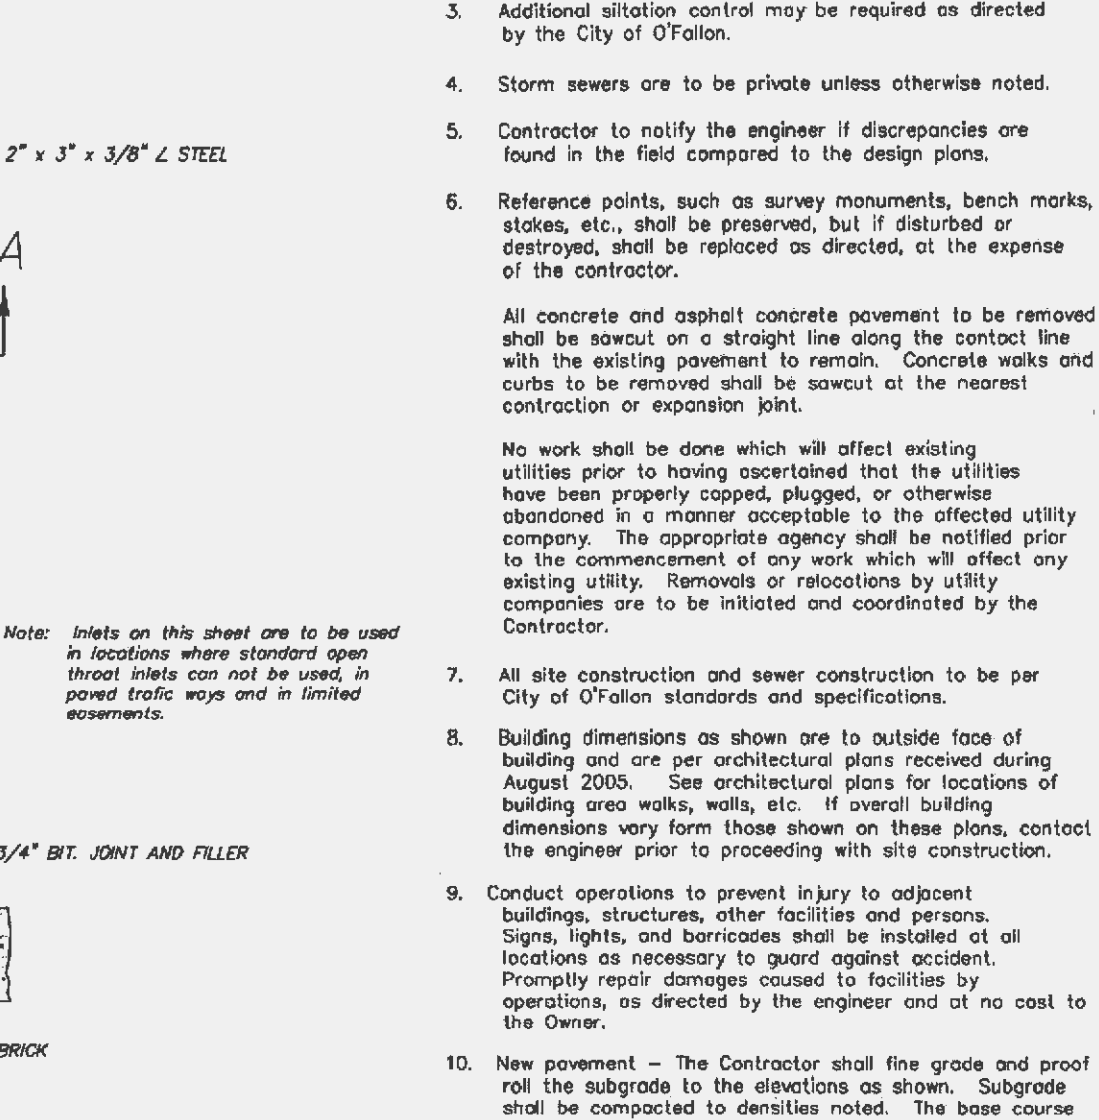 3. Additional siltation control may be required as directed
by the City of O'Fallon.
4. Storm sewers are to be private unless otherwise noted.
5. Contractor to notify the engineer if discrepancies are
found in the field compared to the design plans.
2" x 3" x 3/8" ∠ STEEL
6. Reference points, such as survey monuments, bench marks,
stakes, etc., shall be preserved, but if disturbed or
destroyed, shall be replaced as directed, at the expense
of the contractor.
A
All concrete and asphalt concrete pavement to be removed
shall be sawcut on a straight line along the contact line
with the existing pavement to remain. Concrete walks and
curbs to be removed shall be sawcut at the nearest
contraction or expansion joint.
No work shall be done which will affect existing
utilities prior to having ascertained that the utilities
have been properly capped, plugged, or otherwise
abandoned in a manner acceptable to the affected utility
company. The appropriate agency shall be notified prior
to the commencement of any work which will affect any
existing utility. Removals or relocations by utility
companies are to be initiated and coordinated by the
Contractor.
Note: Inlets on this sheet are to be used
in locations where standard open
throat inlets can not be used, in
paved trafic ways and in limited
easements.
7. All site construction and sewer construction to be per
City of O'Fallon standards and specifications.
8. Building dimensions as shown are to outside face of
building and are per architectural plans received during
August 2005. See architectural plans for locations of
building area walks, walls, etc. If overall building
dimensions vary form those shown on these plans, contact
the engineer prior to proceeding with site construction.
3/4" BIT. JOINT AND FILLER
9. Conduct operations to prevent injury to adjacent
buildings, structures, other facilities and persons.
Signs, lights, and barricades shall be installed at all
locations as necessary to guard against accident.
Promptly repair damages caused to facilities by
operations, as directed by the engineer and at no cost to
the Owner.
BRICK
10. New pavement – The Contractor shall fine grade and proof
roll the subgrade to the elevations as shown. Subgrade
shall be compacted to densities noted. The base course